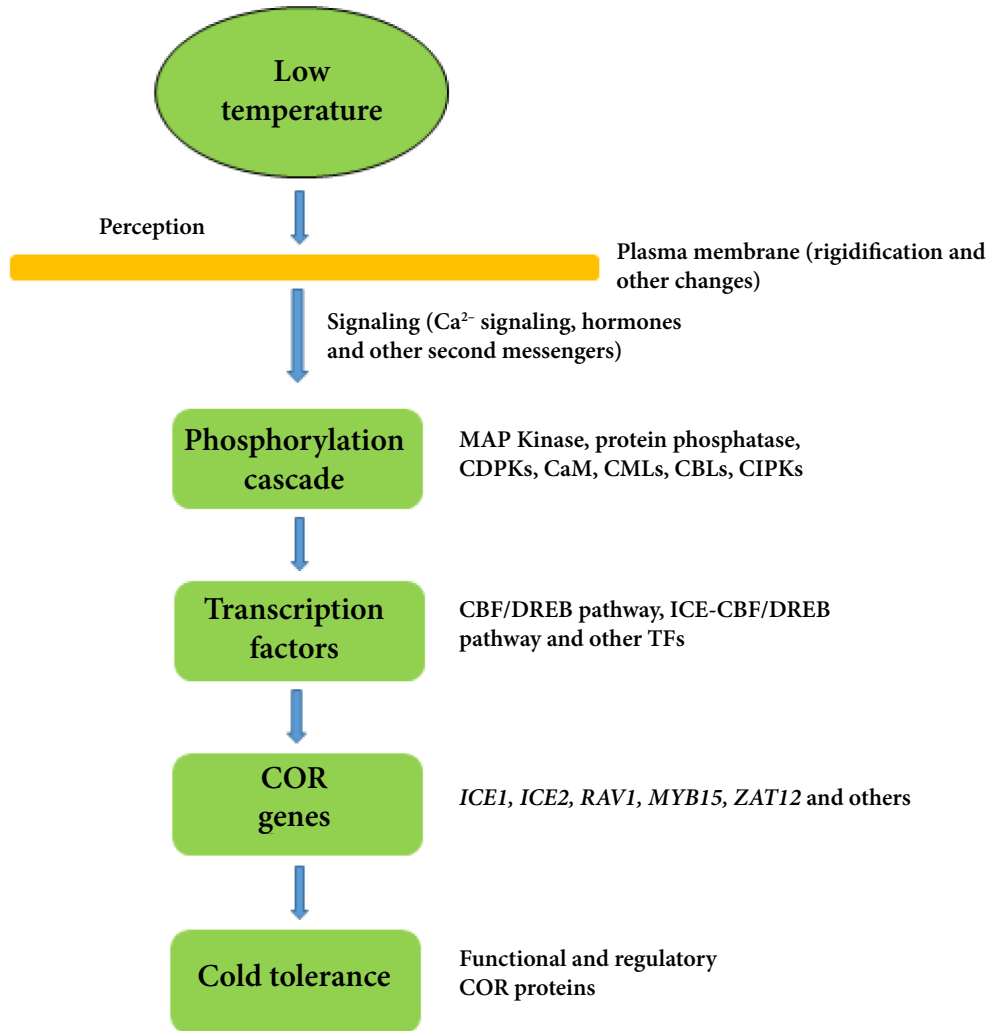 Low
temperature
Perception
Plasma membrane (rigidification and
other changes)
Signaling (Ca²⁻ signaling, hormones
and other second messengers)
Phosphorylation
cascade
MAP Kinase, protein phosphatase,
CDPKs, CaM, CMLs, CBLs, CIPKs
Transcription
factors
CBF/DREB pathway, ICE-CBF/DREB
pathway and other TFs
COR
genes
ICE1, ICE2, RAV1, MYB15, ZAT12 and others
Cold tolerance
Functional and regulatory
COR proteins